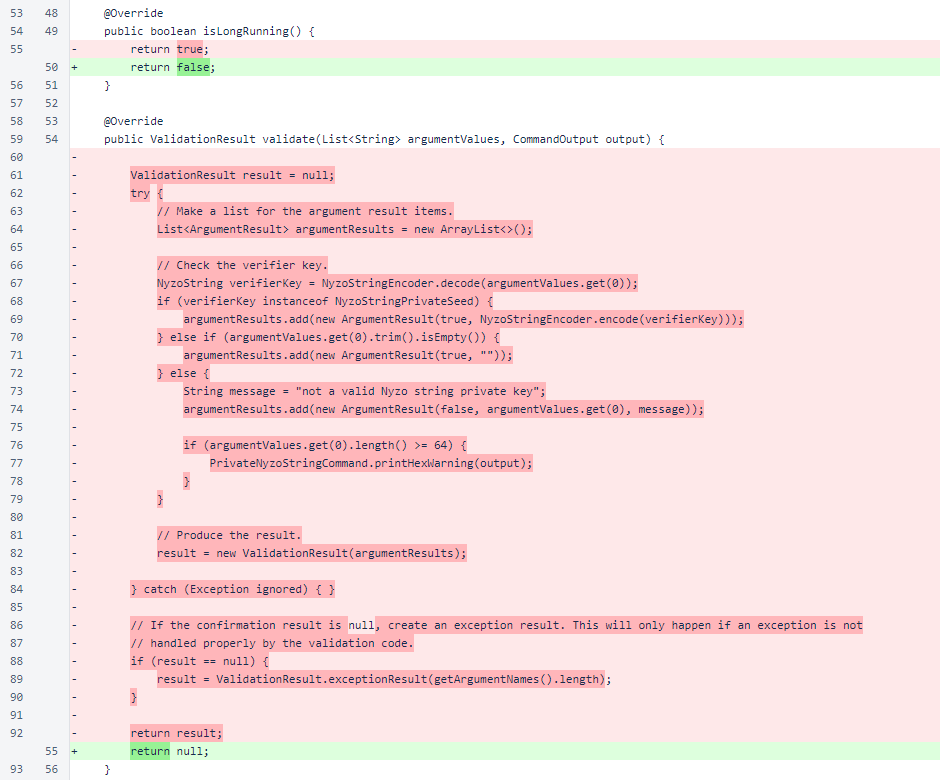 53 48 @Override
54 49 public boolean isLongRunning() {
55 - return true;
50 + return false;
56 51 }
57 52
58 53 @Override
59 54 public ValidationResult validate(List<String> argumentValues, CommandOutput output) {
60 -
61 - ValidationResult result = null;
62 - try {
63 - // Make a list for the argument result items.
64 - List<ArgumentResult> argumentResults = new ArrayList<>();
65 -
66 - // Check the verifier key.
67 - NyzoString verifierKey = NyzoStringEncoder.decode(argumentValues.get(0));
68 - if (verifierKey instanceof NyzoStringPrivateSeed) {
69 - argumentResults.add(new ArgumentResult(true, NyzoStringEncoder.encode(verifierKey)));
70 - } else if (argumentValues.get(0).trim().isEmpty()) {
71 - argumentResults.add(new ArgumentResult(true, ""));
72 - } else {
73 - String message = "not a valid Nyzo string private key";
74 - argumentResults.add(new ArgumentResult(false, argumentValues.get(0), message));
75 -
76 - if (argumentValues.get(0).length() >= 64) {
77 - PrivateNyzoStringCommand.printHexWarning(output);
78 - }
79 - }
80 -
81 - // Produce the result.
82 - result = new ValidationResult(argumentResults);
83 -
84 - } catch (Exception ignored) { }
85 -
86 - // If the confirmation result is null, create an exception result. This will only happen if an exception is not
87 - // handled properly by the validation code.
88 - if (result == null) {
89 - result = ValidationResult.exceptionResult(getArgumentNames().length);
90 - }
91 -
92 - return result;
55 + return null;
93 56 }